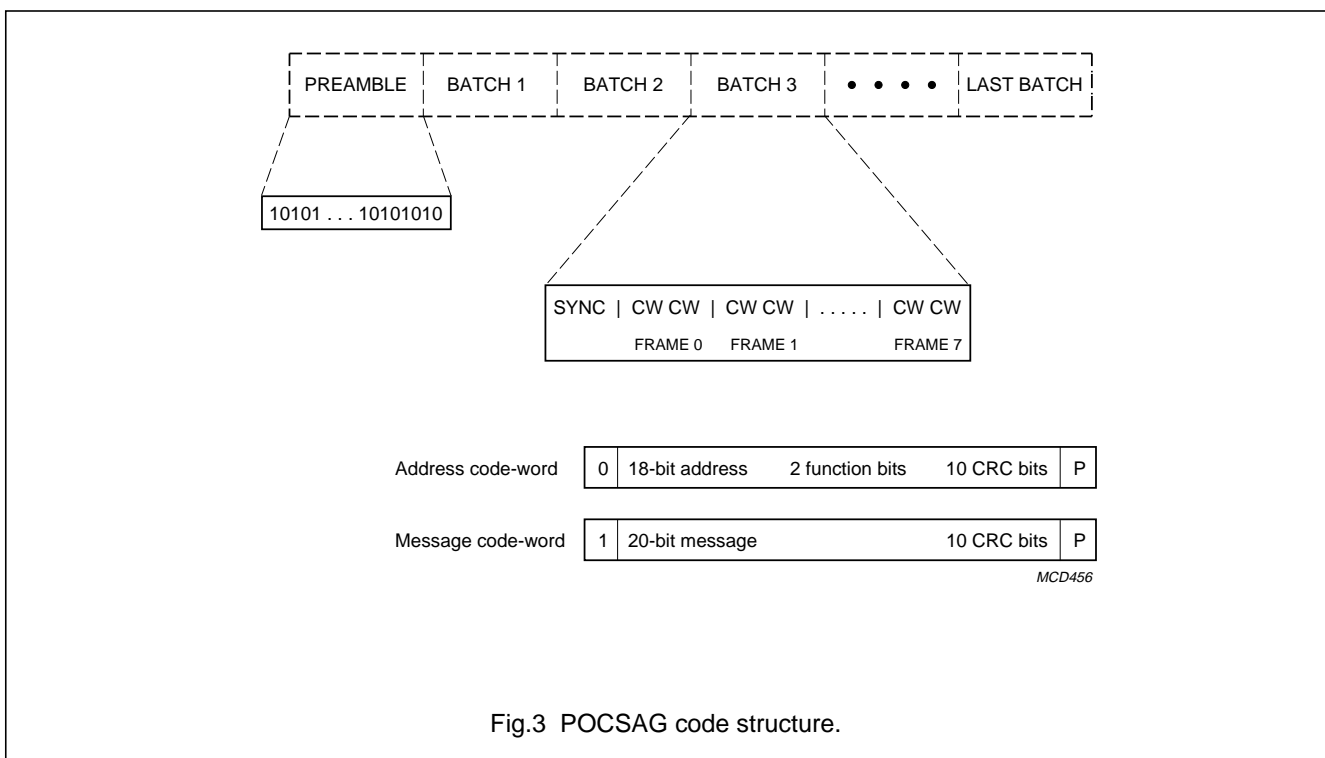 PREAMBLE BATCH 1 BATCH 2 BATCH 3 • • • • LAST BATCH
10101 . . . 10101010
SYNC | CW CW | CW CW | . . . . . | CW CW
FRAME 0 FRAME 1 FRAME 7
Address code-word 0 18-bit address 2 function bits 10 CRC bits P
Message code-word 1 20-bit message 10 CRC bits P
MCD456
Fig.3 POCSAG code structure.